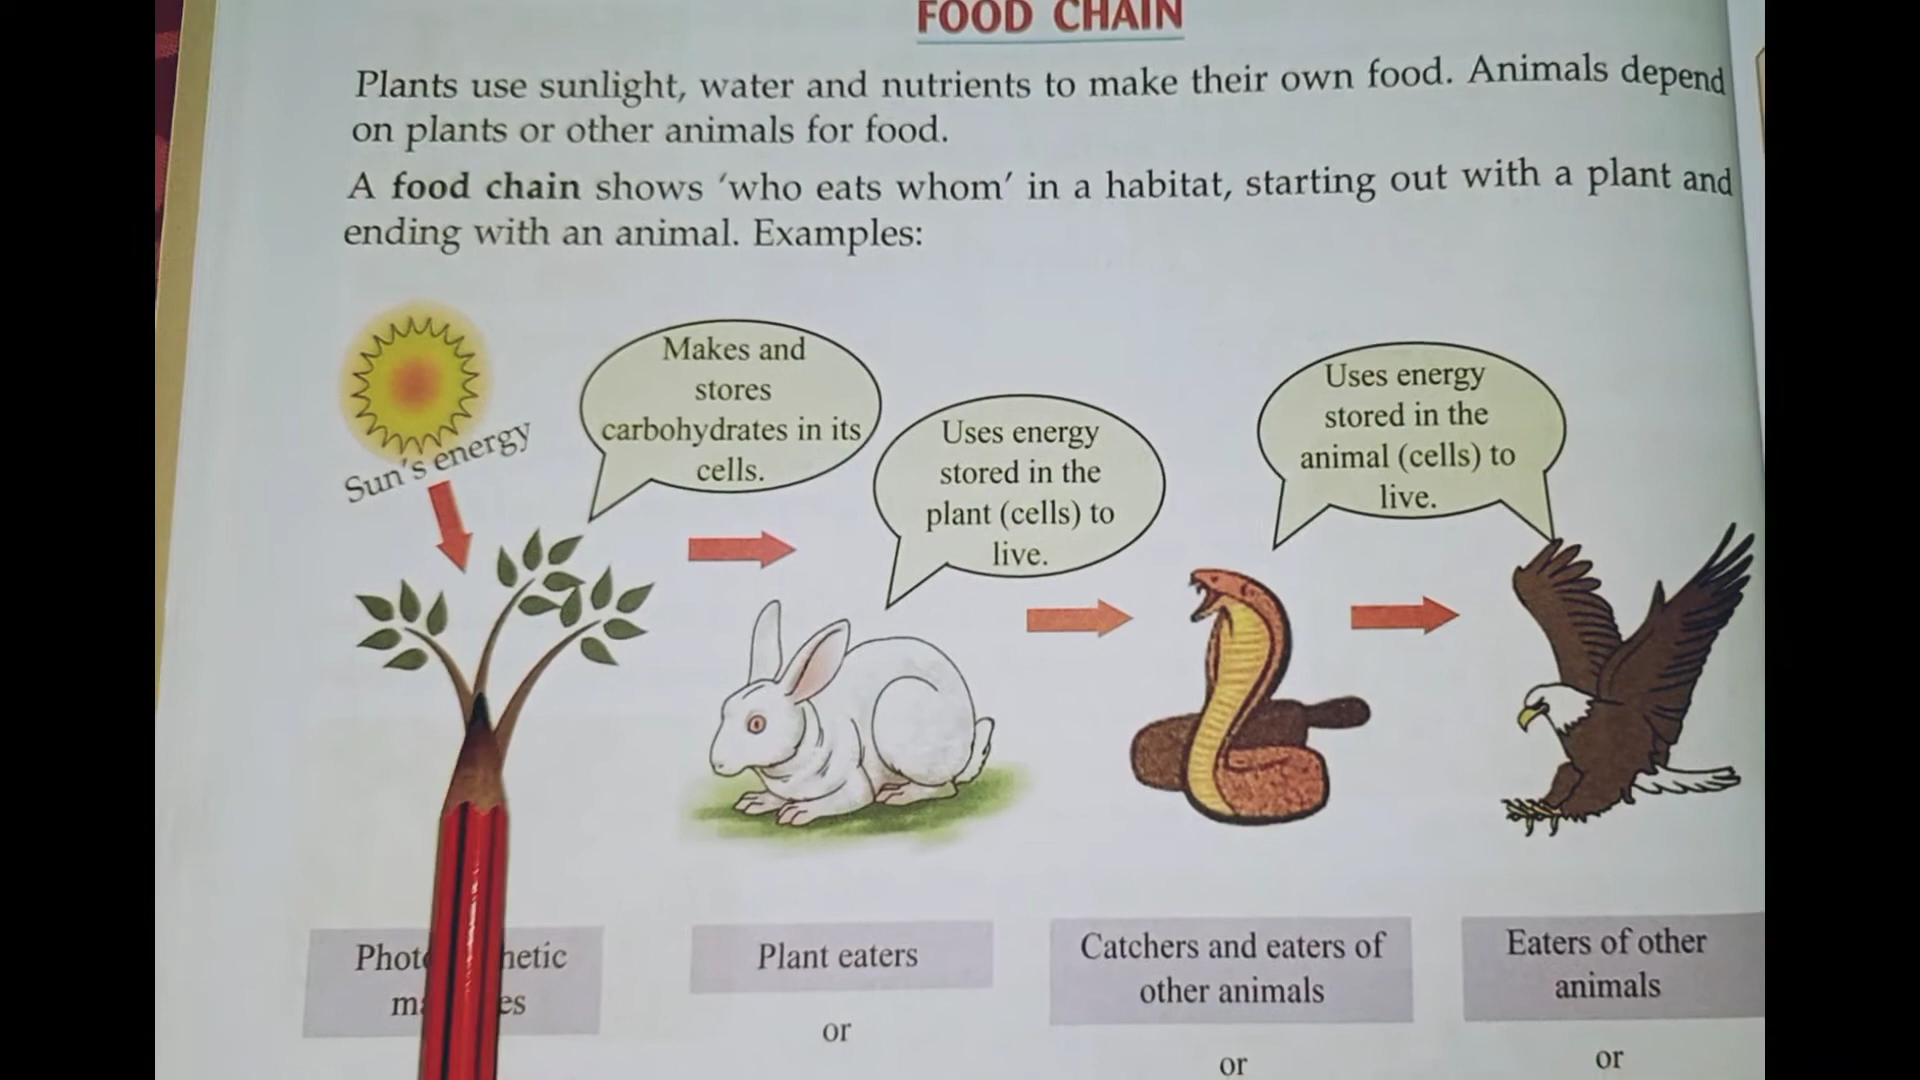 FOOD CHAIN
Plants use sunlight, water and nutrients to make their own food. Animals depend
on plants or other animals for food.
A food chain shows ‘who eats whom’ in a habitat, starting out with a plant and
ending with an animal. Examples:
Sun's energy
Makes and
stores
carbohydrates in its
cells.
Uses energy
stored in the
plant (cells) to
live.
Uses energy
stored in the
animal (cells) to
live.
Plant eaters
or
Catchers and eaters of
other animals
or
Eaters of other
animals
or